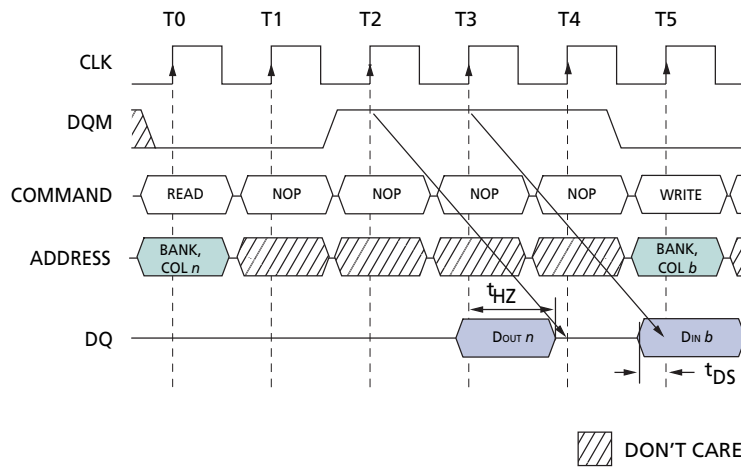 T0 T1 T2 T3 T4 T5
CLK
DQM
COMMAND READ NOP NOP NOP NOP WRITE
ADDRESS BANK, COL n BANK, COL b
tHZ
DQ DOUT n DIN b
tDS
DON'T CARE